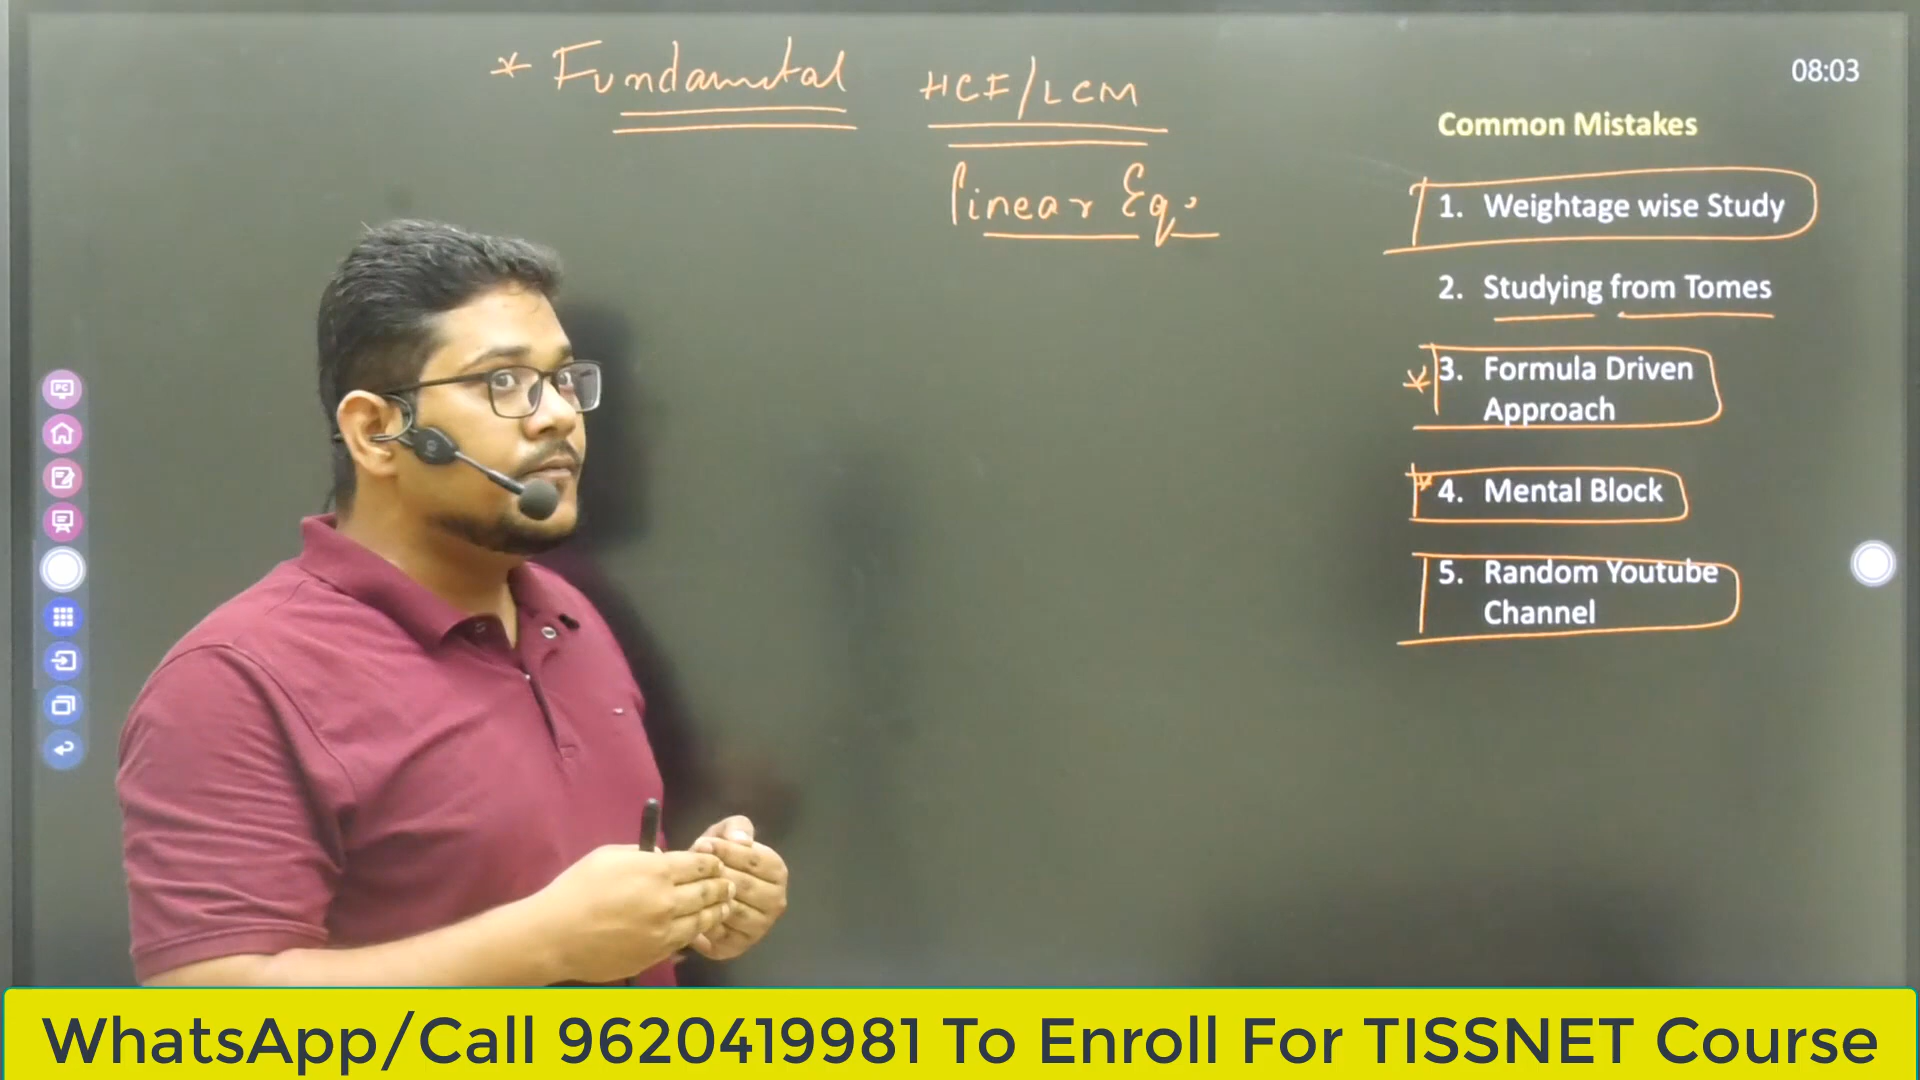 * Fundamental HCF/LCM
Linear Eq.
08:03
Common Mistakes
1. Weightage wise Study
2. Studying from Tomes
* 3. Formula Driven
Approach
* 4. Mental Block
5. Random Youtube
Channel
PC
WhatsApp/Call 9620419981 To Enroll For TISSNET Course